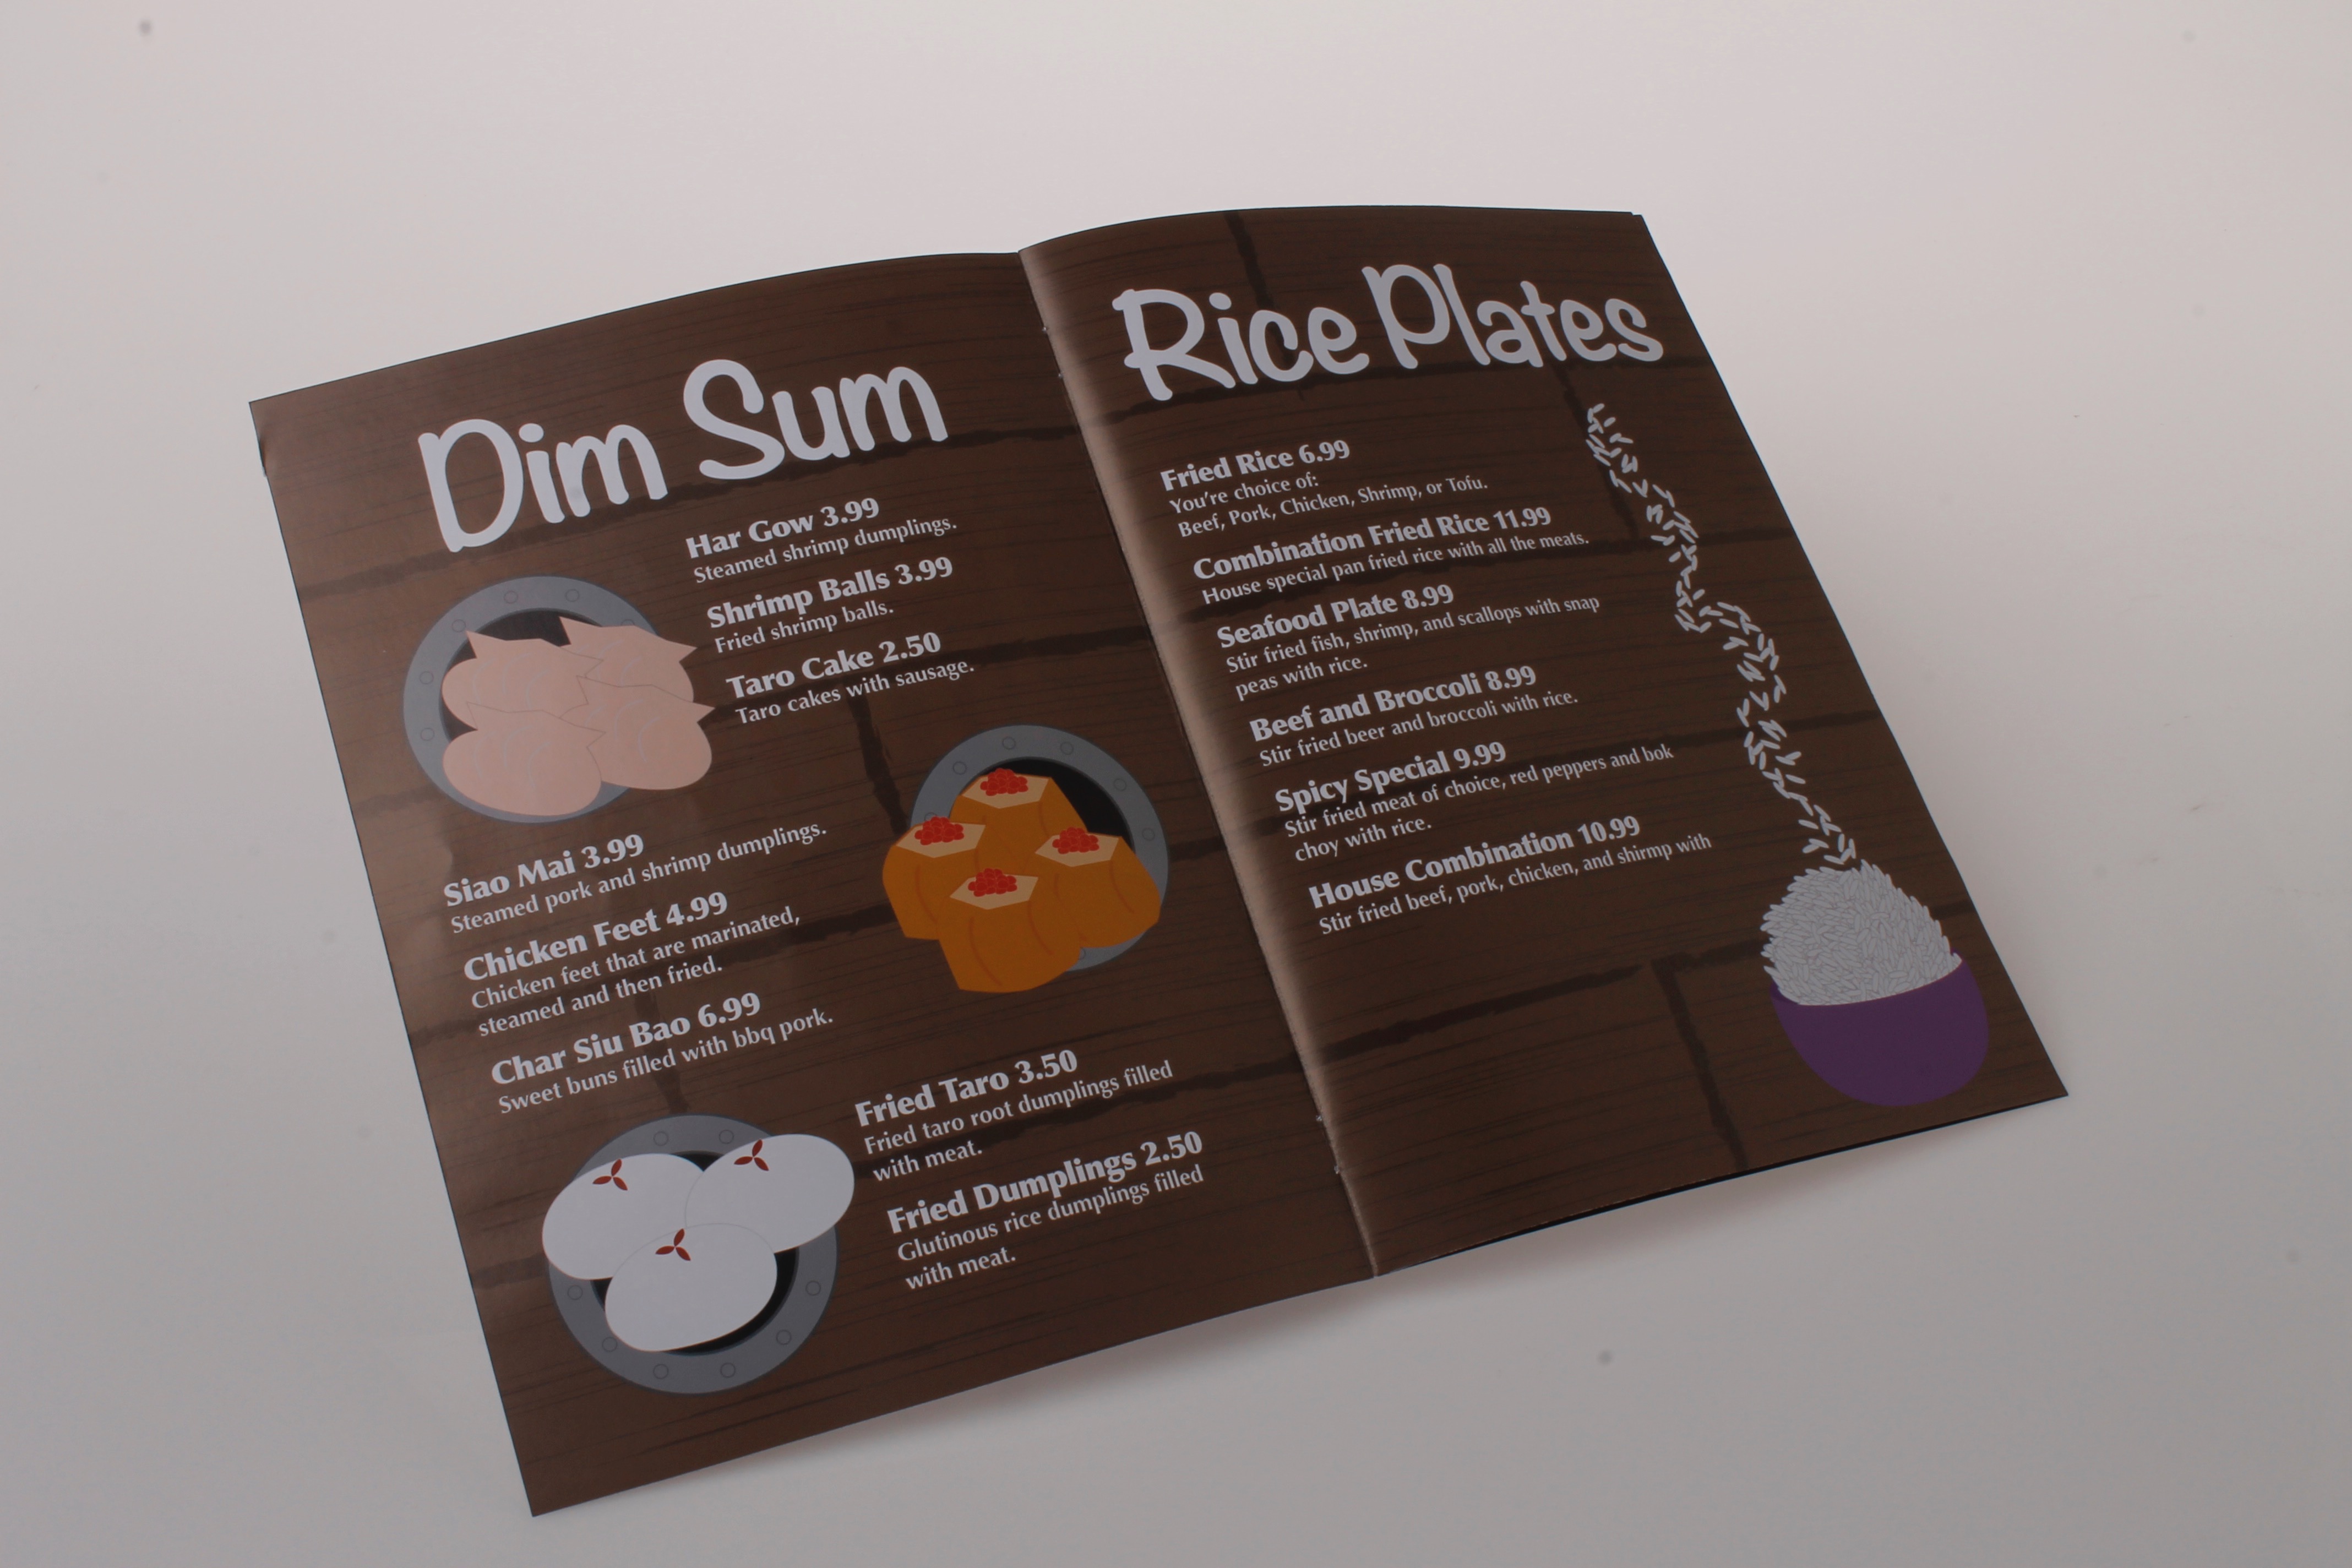 Dim Sum
Har Gow 3.99
Steamed shrimp dumplings.
Shrimp Balls 3.99
Fried shrimp balls.
Taro Cake 2.50
Taro cakes with sausage.
Siao Mai 3.99
Steamed pork and shrimp dumplings.
Chicken Feet 4.99
Chicken feet that are marinated,
steamed and then fried.
Char Siu Bao 6.99
Sweet buns filled with bbq pork.
Fried Taro 3.50
Fried taro root dumplings filled
with meat.
Fried Dumplings 2.50
Glutinous rice dumplings filled
with meat.
Rice Plates
Fried Rice 6.99
You're choice of:
Beef, Pork, Chicken, Shrimp, or Tofu.
Combination Fried Rice 11.99
House special pan fried rice with all the meats.
Seafood Plate 8.99
Stir fried fish, shrimp, and scallops with snap
peas with rice.
Beef and Broccoli 8.99
Stir fried beer and broccoli with rice.
Spicy Special 9.99
Stir fried meat of choice, red peppers and bok
choy with rice.
House Combination 10.99
Stir fried beef, pork, chicken, and shirmp with